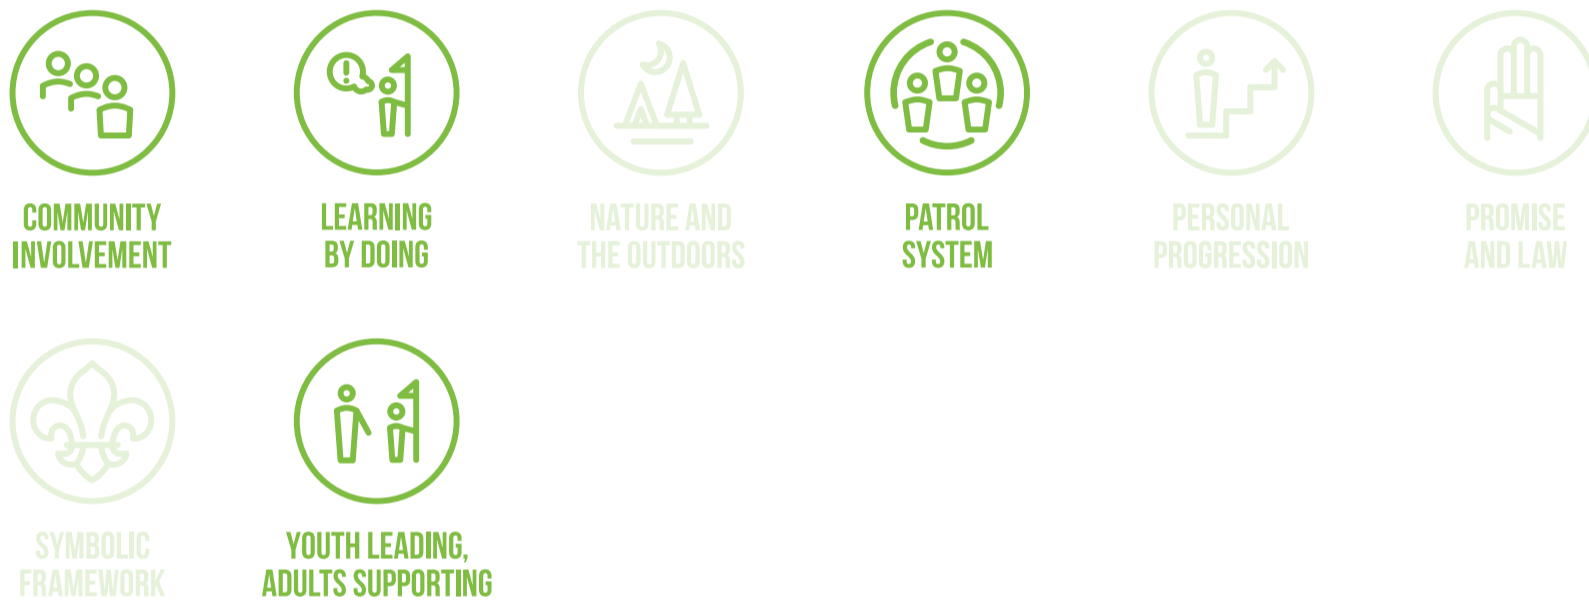 COMMUNITY
INVOLVEMENT
LEARNING
BY DOING
NATURE AND
THE OUTDOORS
PATROL
SYSTEM
PERSONAL
PROGRESSION
PROMISE
AND LAW
SYMBOLIC
FRAMEWORK
YOUTH LEADING,
ADULTS SUPPORTING